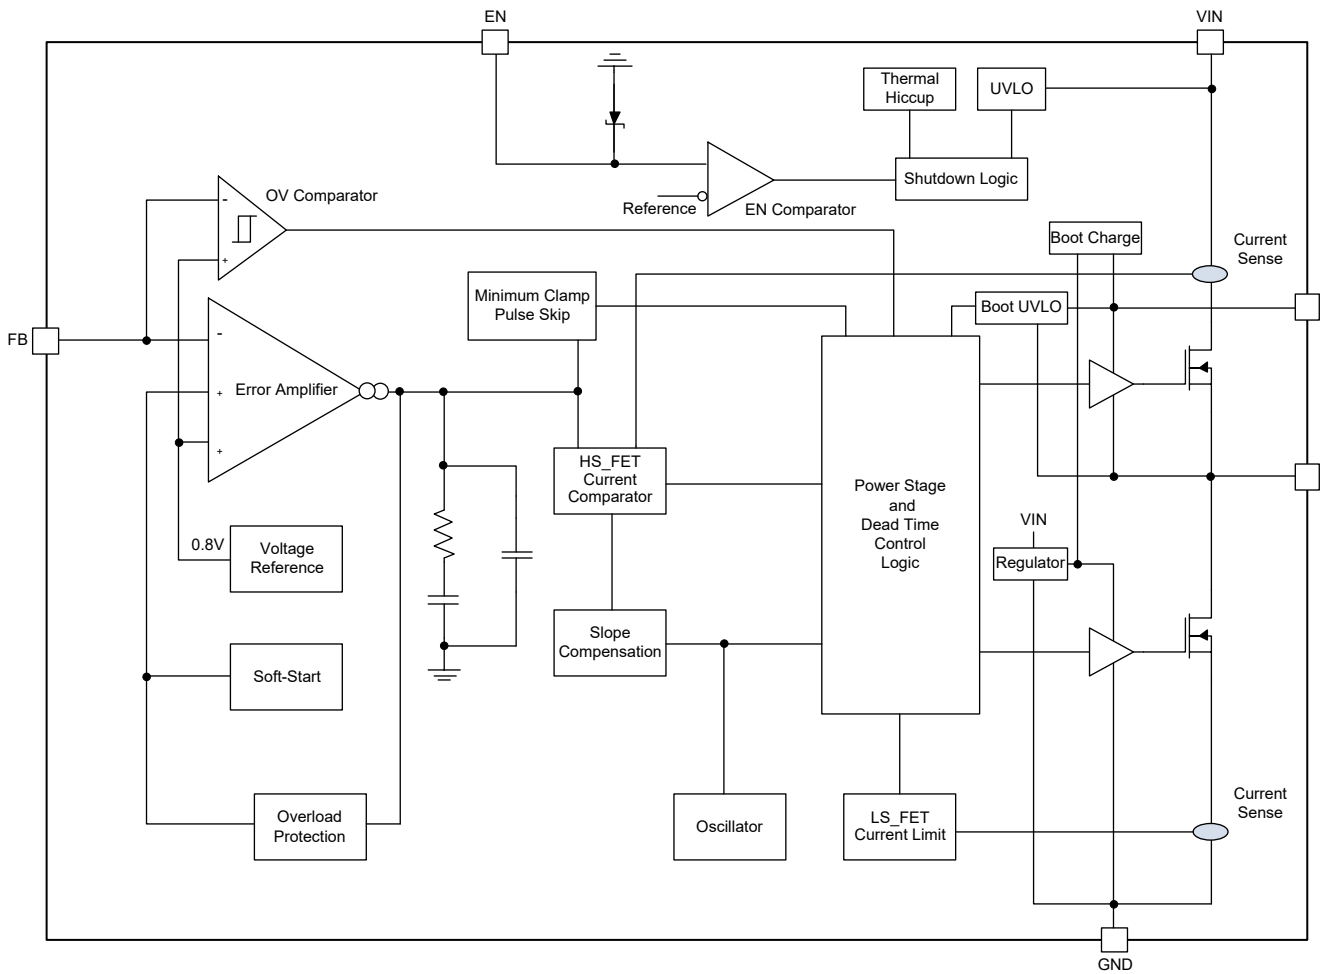 EN
VIN
Thermal
Hiccup
UVLO
Shutdown Logic
OV Comparator
-
+
Reference
EN Comparator
Boot Charge
Current
Sense
Minimum Clamp
Pulse Skip
Boot UVLO
FB
-
Error Amplifier
+
+
HS_FET
Current
Comparator
Power Stage
and
Dead Time
Control
Logic
VIN
Regulator
0.8V
Voltage
Reference
Slope
Compensation
Soft-Start
Overload
Protection
Oscillator
LS_FET
Current Limit
Current
Sense
GND